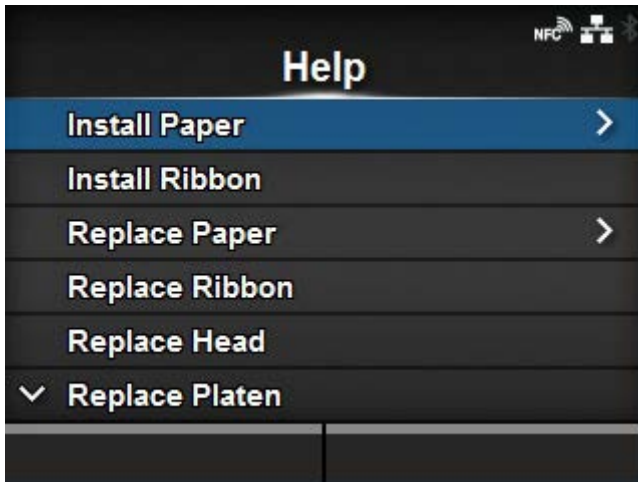 NFC
Help
Install Paper
Install Ribbon
Replace Paper
Replace Ribbon
Replace Head
Replace Platen